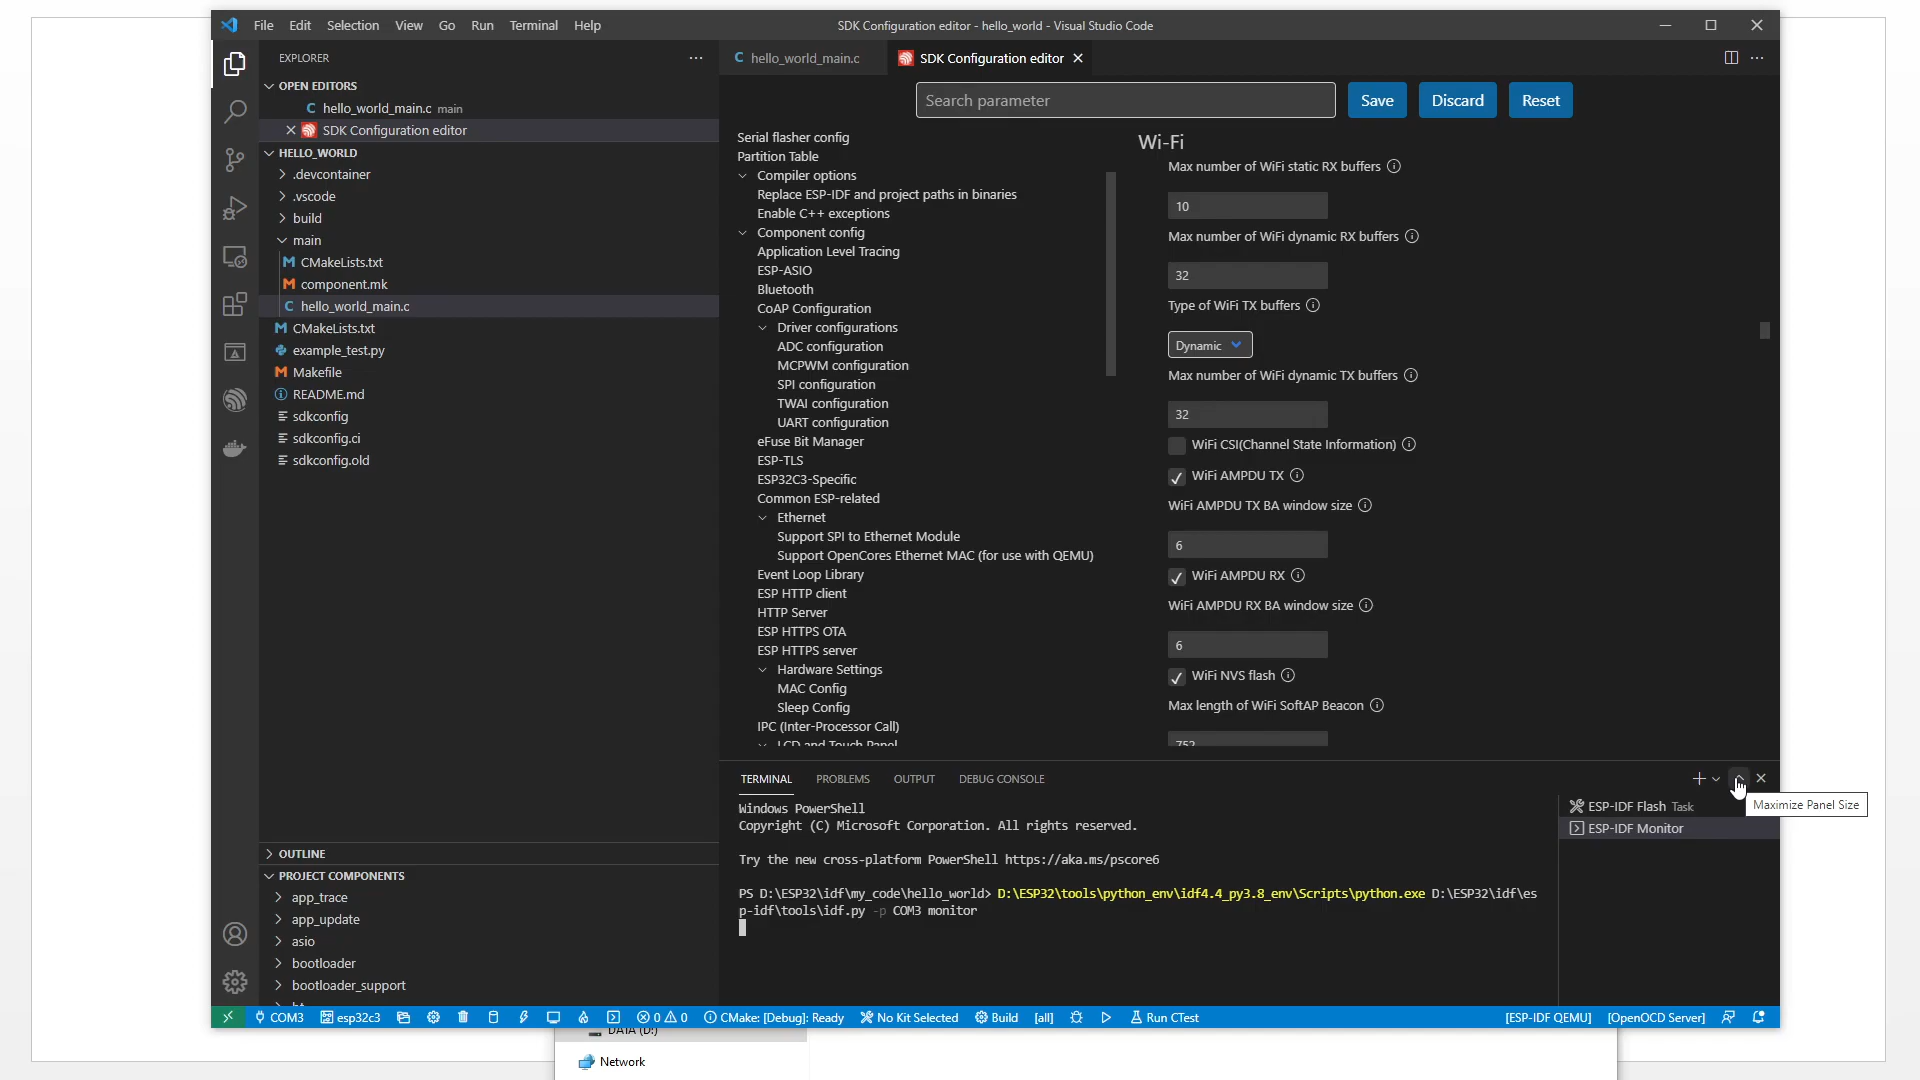 File Edit Selection View Go Run Terminal Help
SDK Configuration editor - hello_world - Visual Studio Code
EXPLORER
OPEN EDITORS
C hello_world_main.c main
SDK Configuration editor
HELLO_WORLD
.devcontainer
.vscode
build
main
M CMakeLists.txt
M component.mk
C hello_world_main.c
M CMakeLists.txt
example_test.py
M Makefile
README.md
sdkconfig
sdkconfig.ci
sdkconfig.old
OUTLINE
PROJECT COMPONENTS
app_trace
app_update
asio
bootloader
bootloader_support
C hello_world_main.c
SDK Configuration editor
Search parameter
Save
Discard
Reset
Serial flasher config
Partition Table
Compiler options
Replace ESP-IDF and project paths in binaries
Enable C++ exceptions
Component config
Application Level Tracing
ESP-ASIO
Bluetooth
CoAP Configuration
Driver configurations
ADC configuration
MCPWM configuration
SPI configuration
TWAI configuration
UART configuration
eFuse Bit Manager
ESP-TLS
ESP32C3-Specific
Common ESP-related
Ethernet
Support SPI to Ethernet Module
Support OpenCores Ethernet MAC (for use with QEMU)
Event Loop Library
ESP HTTP client
HTTP Server
ESP HTTPS OTA
ESP HTTPS server
Hardware Settings
MAC Config
Sleep Config
IPC (Inter-Processor Call)
LCD and Touch Panel
Wi-Fi
Max number of WiFi static RX buffers
10
Max number of WiFi dynamic RX buffers
32
Type of WiFi TX buffers
Dynamic
Max number of WiFi dynamic TX buffers
32
WiFi CSI(Channel State Information)
WiFi AMPDU TX
WiFi AMPDU TX BA window size
6
WiFi AMPDU RX
WiFi AMPDU RX BA window size
6
WiFi NVS flash
Max length of WiFi SoftAP Beacon
752
TERMINAL PROBLEMS OUTPUT DEBUG CONSOLE
Windows PowerShell
Copyright (C) Microsoft Corporation. All rights reserved.
Try the new cross-platform PowerShell https://aka.ms/pscore6
PS D:\ESP32\idf\my_code\hello_world> D:\ESP32\tools\python_env\idf4.4_py3.8_env\Scripts\python.exe D:\ESP32\idf\es
p-idf\tools\idf.py -p COM3 monitor
ESP-IDF Flash Task
ESP-IDF Monitor
Maximize Panel Size
COM3 esp32c3 0 0 CMake: [Debug]: Ready No Kit Selected Build [all] Run CTest [ESP-IDF QEMU] [OpenOCD Server]
DATA (D:)
Network